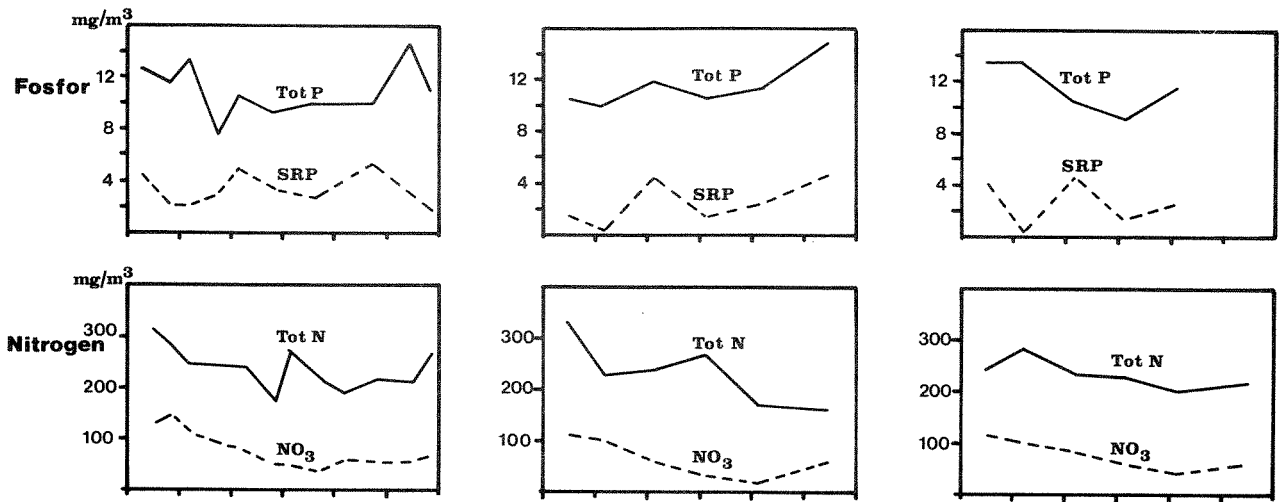 mg/m³
Fosfor
12
8
4
Tot P
SRP
12
8
4
Tot P
SRP
12
8
4
Tot P
SRP
mg/m³
Nitrogen
300
200
100
Tot N
NO₃
300
200
100
Tot N
NO₃
300
200
100
Tot N
NO₃